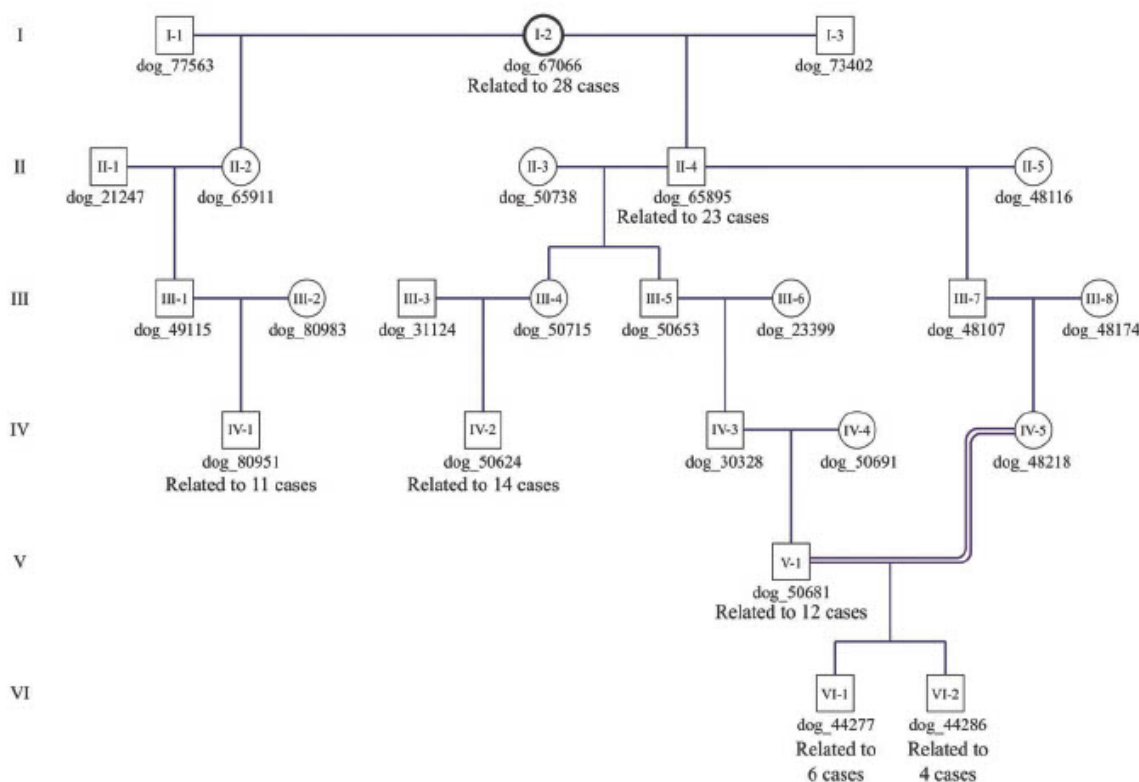 I
I-1
I-2
I-3
dog_77563
dog_67066
dog_73402
Related to 28 cases
II
II-1
II-2
II-3
II-4
II-5
dog_21247
dog_65911
dog_50738
dog_65895
dog_48116
Related to 23 cases
III
III-1
III-2
III-3
III-4
III-5
III-6
III-7
III-8
dog_49115
dog_80983
dog_31124
dog_50715
dog_50653
dog_23399
dog_48107
dog_48174
IV
IV-1
IV-2
IV-3
IV-4
IV-5
dog_80951
dog_50624
dog_30328
dog_50691
dog_48218
Related to 11 cases
Related to 14 cases
V
V-1
dog_50681
Related to 12 cases
VI
VI-1
VI-2
dog_44277
dog_44286
Related to
Related to
6 cases
4 cases